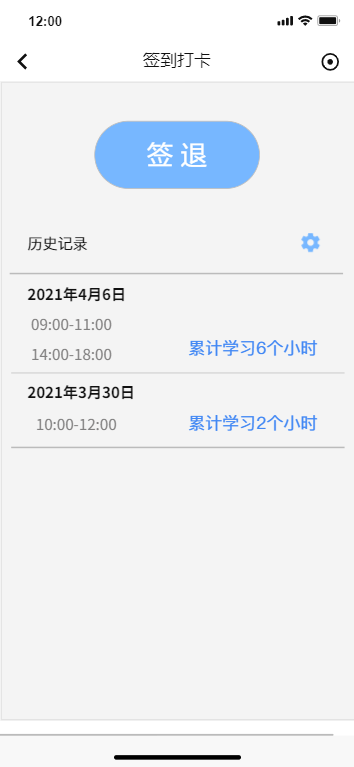 12:00
签到打卡
签 退
历史记录
2021年4月6日
09:00-11:00
14:00-18:00
累计学习6个小时
2021年3月30日
10:00-12:00
累计学习2个小时